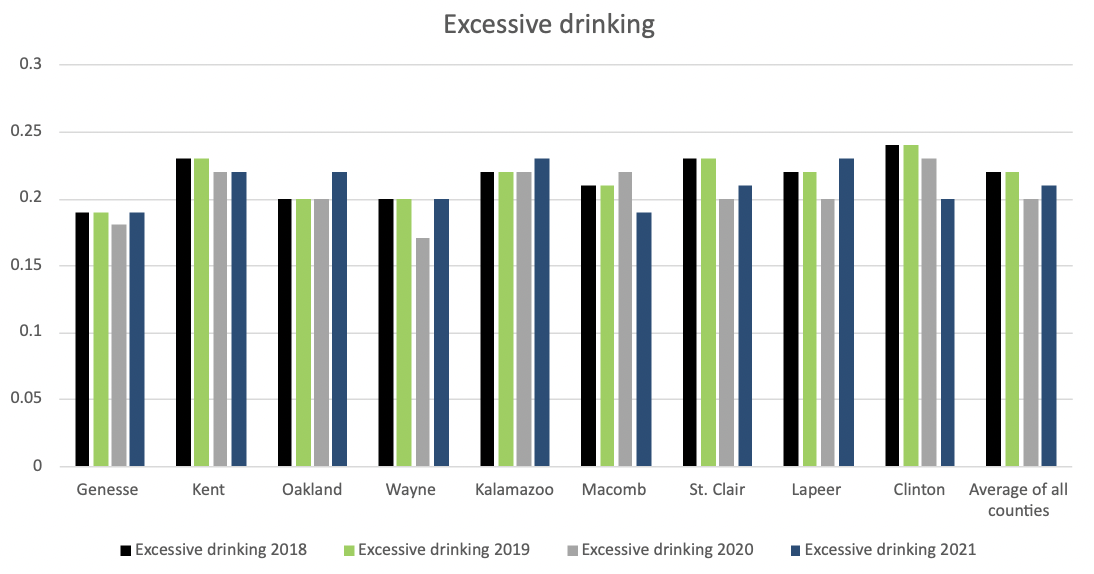 Excessive drinking
0.3
0.25
0.2
0.15
0.1
0.05
0
Genesse Kent Oakland Wayne Kalamazoo Macomb St. Clair Lapeer Clinton Average of all
counties
Excessive drinking 2018 Excessive drinking 2019 Excessive drinking 2020 Excessive drinking 2021